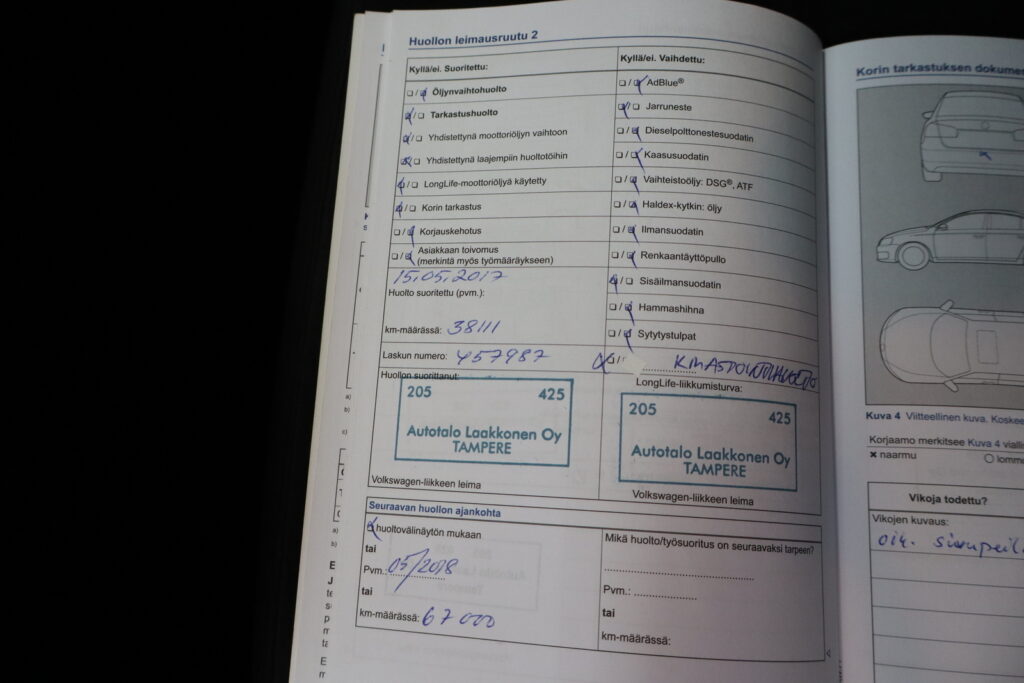 Huollon leimausruutu 2
Kyllä/ei. Suoritettu:
Öljynvaihtohuolto
Tarkastushuolto
Yhdistettynä moottoriöljyn vaihtoon
Yhdistettynä laajempiin huoltotöihin
LongLife-moottoriöljyä käytetty
Korin tarkastus
Korjauskehotus
Asiakkaan toivomus
(merkintä myös työmääräykseen)
15.05.2017
Huolto suoritettu (pvm.):
km-määrässä: 38111
Laskun numero: 457987
Huollon suorittanut:
205 425
Autotalo Laakkonen Oy
TAMPERE
Volkswagen-liikkeen leima
Kyllä/ei. Vaihdettu:
AdBlue®
Jarruneste
Dieselpolttonestesuodatin
Kaasusuodatin
Vaihteistoöljy: DSG®, ATF
Haldex-kytkin: öljy
Ilmansuodatin
Renkaantäyttöpullo
Sisäilmansuodatin
Hammashihna
Sytytystulpat
LongLife-liikkumisturva:
205 425
Autotalo Laakkonen Oy
TAMPERE
Volkswagen-liikkeen leima
Seuraavan huollon ajankohta
huoltovälinäytön mukaan
tai
Pvm.: 05/2018
tai
km-määrässä: 67 000
Mikä huolto/työsuoritus on seuraavaksi tarpeen?
Pvm.:
tai
km-määrässä:
Korin tarkastuksen
Kuva 4 Viitteellinen kuva.
Korjaamo merkitsee Kuva 4
× naarmu
Vikoja todettu?
Vikojen kuvaus:
oik.